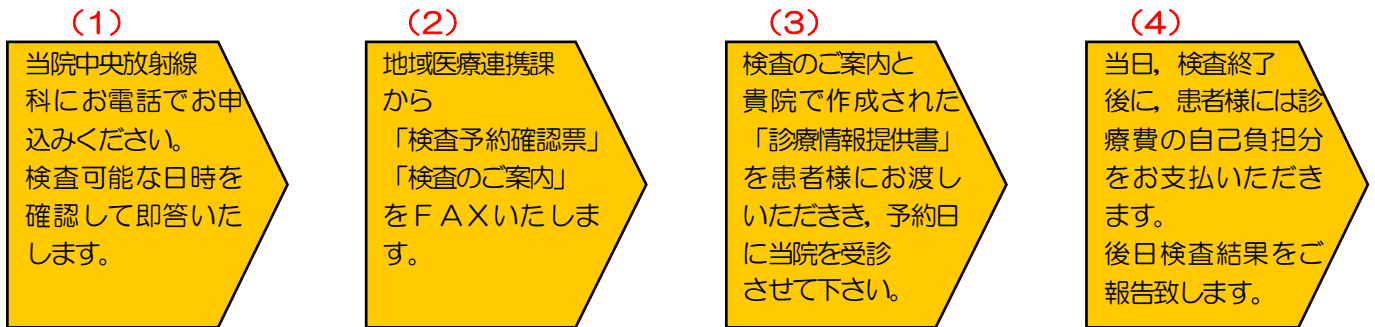 (1)
当院中央放射線
科にお電話でお申
込みください。
検査可能な日時を
確認して即答いた
します。
(2)
地域医療連携課
から
「検査予約確認票」
「検査のご案内」
をＦＡＸいたしま
す。
(3)
検査のご案内と
貴院で作成された
「診療情報提供書」
を患者様にお渡し
いただきき，予約日
に当院を受診
させて下さい。
(4)
当日，検査終了
後に，患者様には診
療費の自己負担分
をお支払いただき
ます。
後日検査結果をご
報告致します。